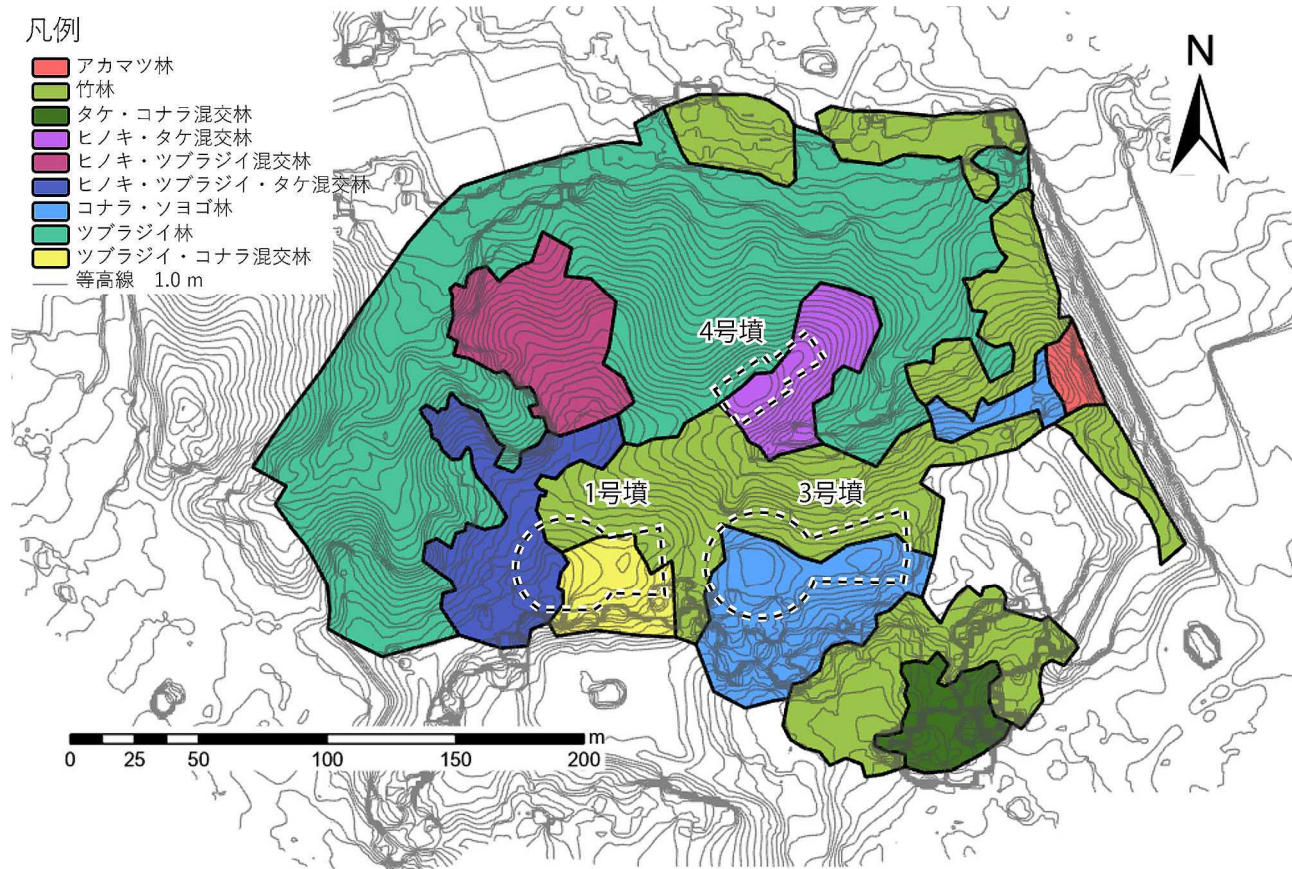 凡例
アカマツ林
竹林
タケ・コナラ混交林
ヒノキ・タケ混交林
ヒノキ・ツブラジイ混交林
ヒノキ・ツブラジイ・タケ混交林
コナラ・ソヨゴ林
ツブラジイ林
ツブラジイ・コナラ混交林
等高線 1.0 m
N
4号墳
1号墳
3号墳
m
0 25 50 100 150 200